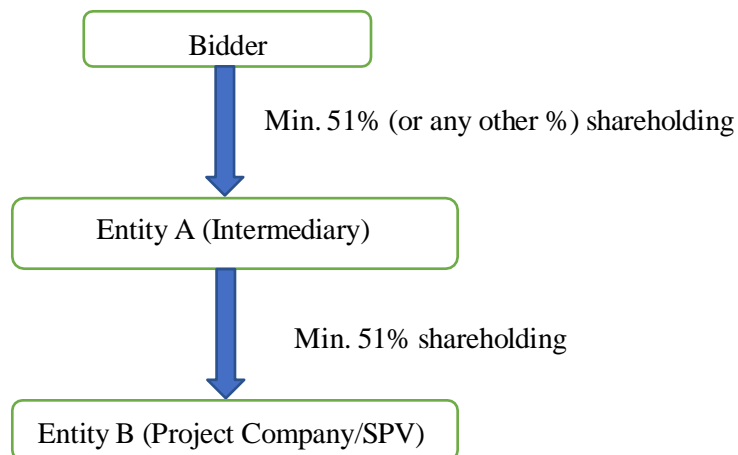 Bidder
Min. 51% (or any other %) shareholding
Entity A (Intermediary)
Min. 51% shareholding
Entity B (Project Company/SPV)